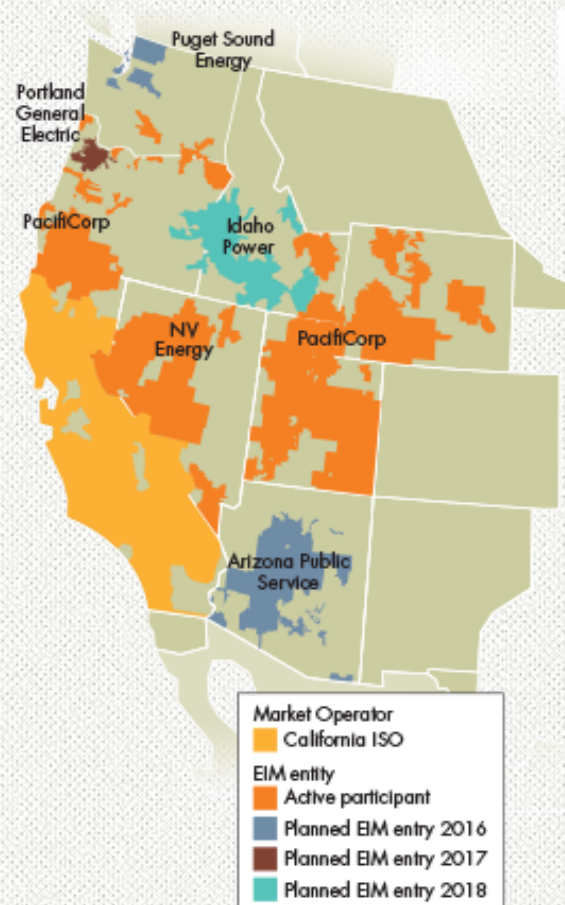 Puget Sound
Energy
Portland
General
Electric
PacifiCorp
Idaho
Power
NV
Energy
PacifiCorp
Arizona Public
Service
Market Operator
California ISO
EIM entity
Active participant
Planned EIM entry 2016
Planned EIM entry 2017
Planned EIM entry 2018